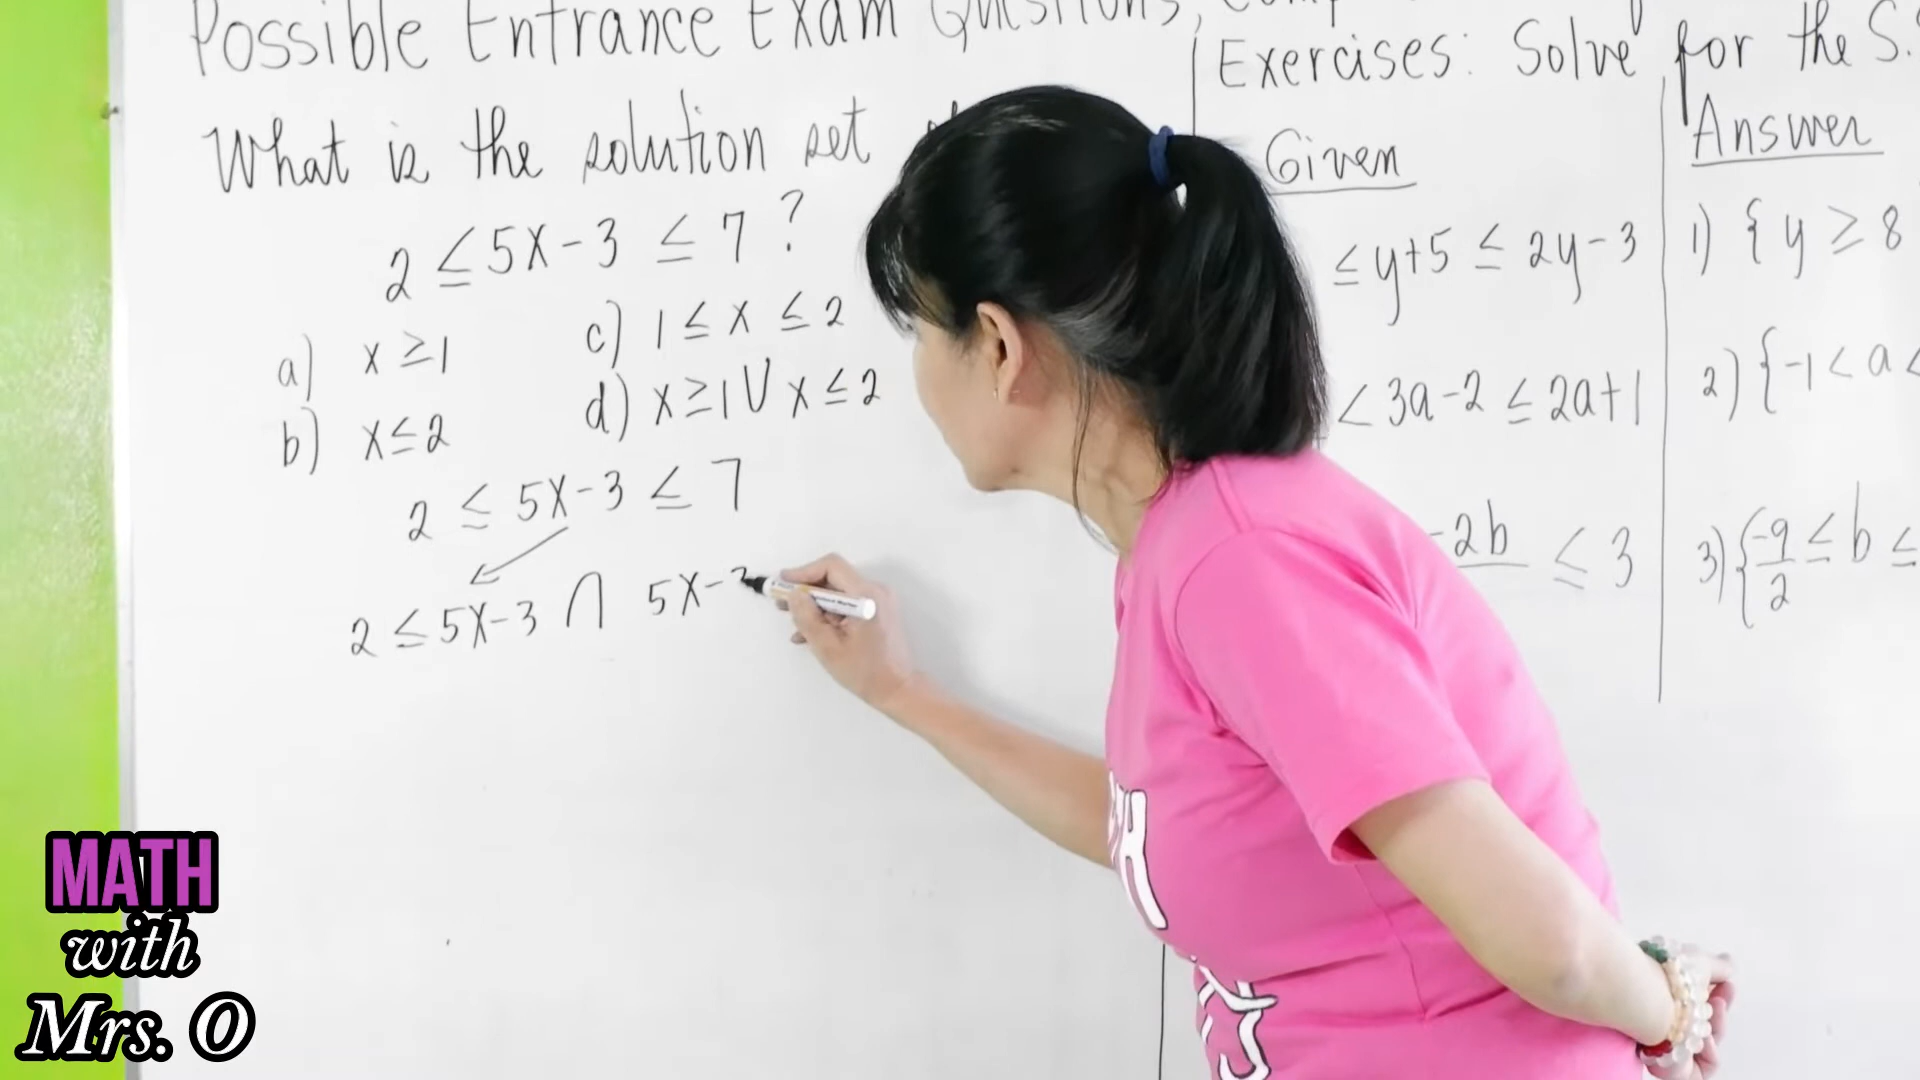 Possible Entrance Exam Questions,
What is the solution set
2 ≤ 5x - 3 ≤ 7 ?
a) x ≥ 1
b) x ≤ 2
c) 1 ≤ x ≤ 2
d) x ≥ 1 ∪ x ≤ 2
2 ≤ 5x - 3 ≤ 7
2 ≤ 5x - 3 ∩ 5x -
Exercises: Solve for the S.
Given
≤ y + 5 ≤ 2y - 3
< 3a - 2 ≤ 2a + 1
-2b ≤ 3
Answer
1) { y ≥ 8
2) { -1 < a <
3) { -9/2 ≤ b ≤
MATH
with
Mrs. O